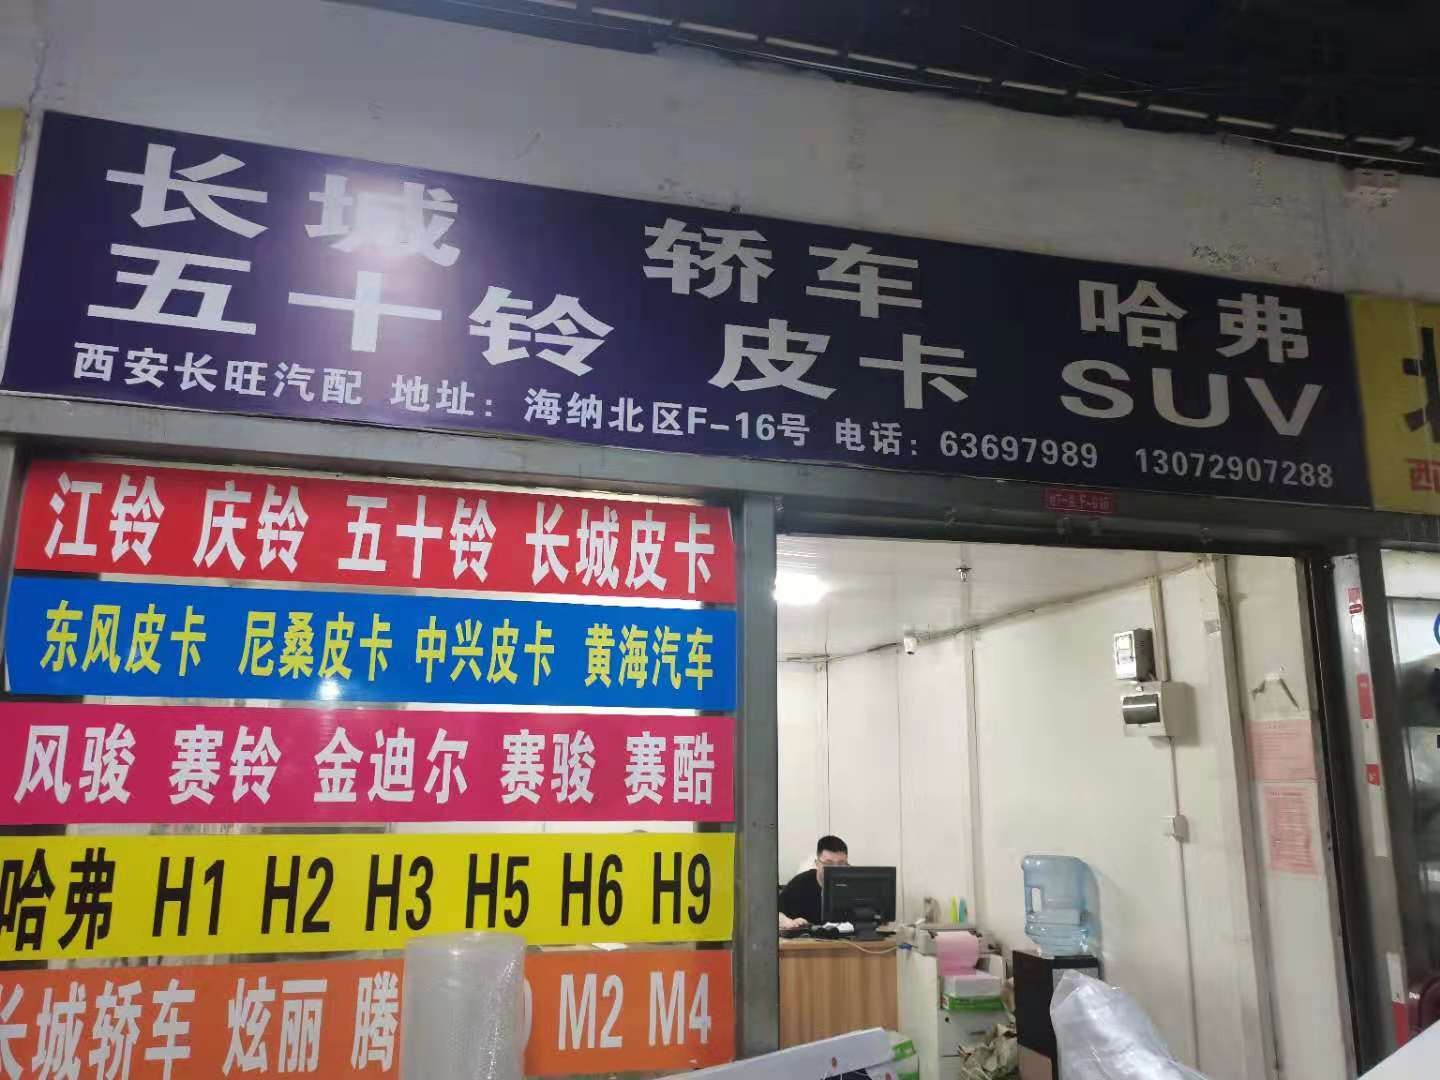 长城 轿车 哈弗
五十铃 皮卡 SUV
西安长旺汽配 地址：海纳北区F-16号 电话：63697989 13072907288
江铃 庆铃 五十铃 长城皮卡
东风皮卡 尼桑皮卡 中兴皮卡 黄海汽车
风骏 赛铃 金迪尔 赛骏 赛酷
哈弗 H1 H2 H3 H5 H6 H9
长城轿车 炫丽 腾 M2 M4
西